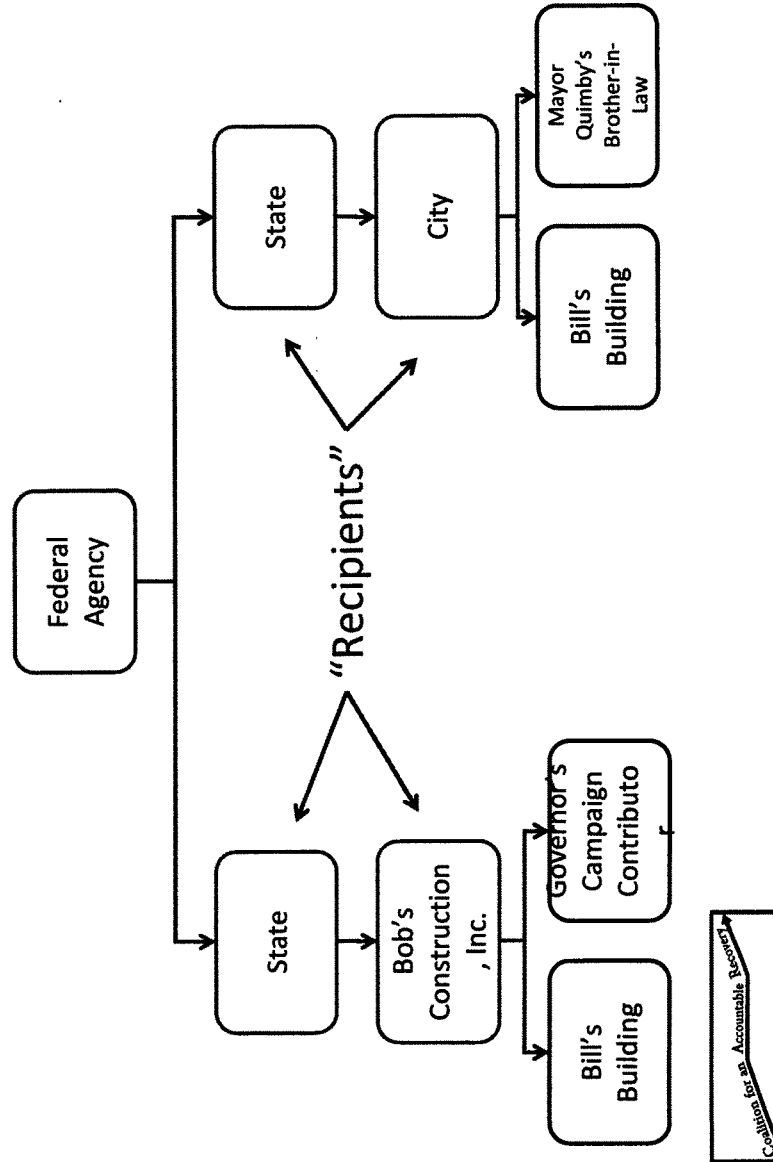 Federal
Agency
State
State
"Recipients"
Bob's
Construction
, Inc.
City
Bill's
Building
Governor's
Campaign
Contributo
r
Bill's
Building
Mayor
Quimby's
Brother-in-
Law
Coalition for an Accountable Recovery